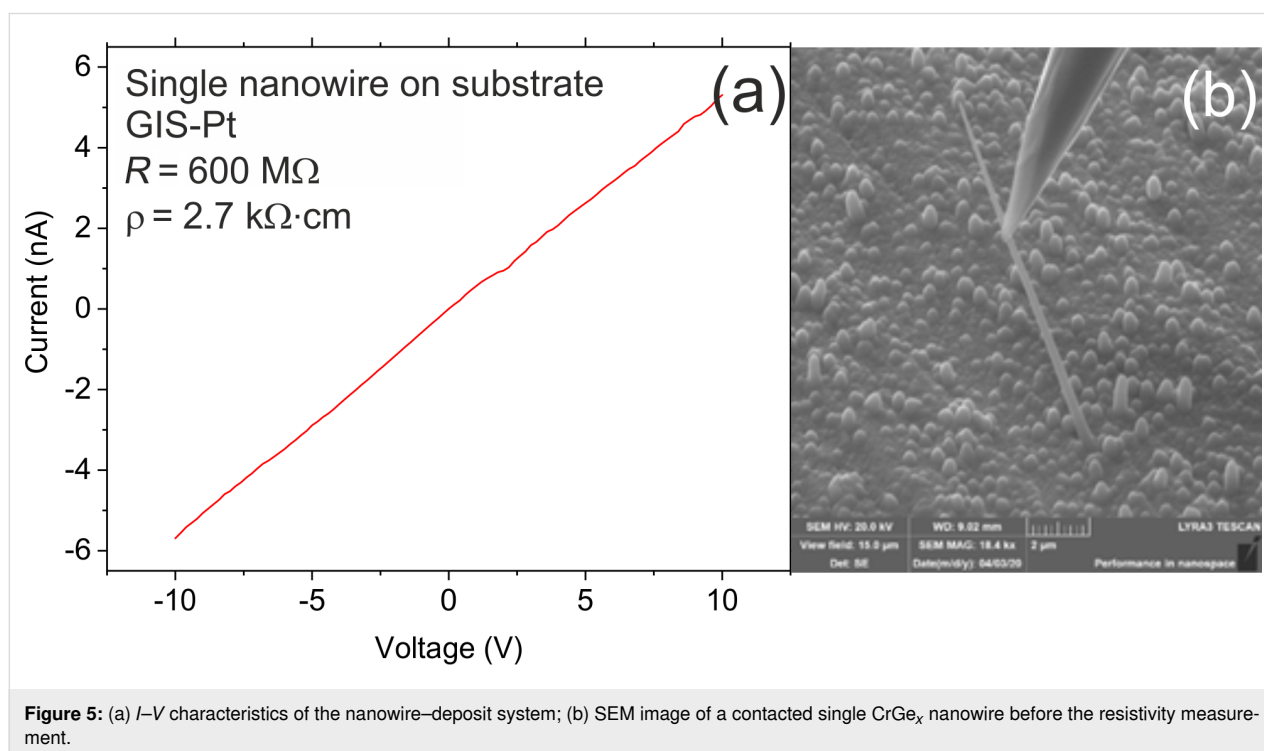 Single nanowire on substrate
GIS-Pt
R = 600 MΩ
ρ = 2.7 kΩ·cm
(a)
6
4
2
0
-2
-4
-6
Current (nA)
-10
-5
0
5
10
Voltage (V)
(b)
SEM HV: 20.0 kV WD: 9.02 mm LYRA3 TESCAN
View field: 15.0 µm SEM MAG: 18.4 kx 2 µm
Det: SE Date(m/d/y): 04/03/20 Performance in nanospace
Figure 5: (a) I–V characteristics of the nanowire–deposit system; (b) SEM image of a contacted single CrGeₓ nanowire before the resistivity measure-
ment.